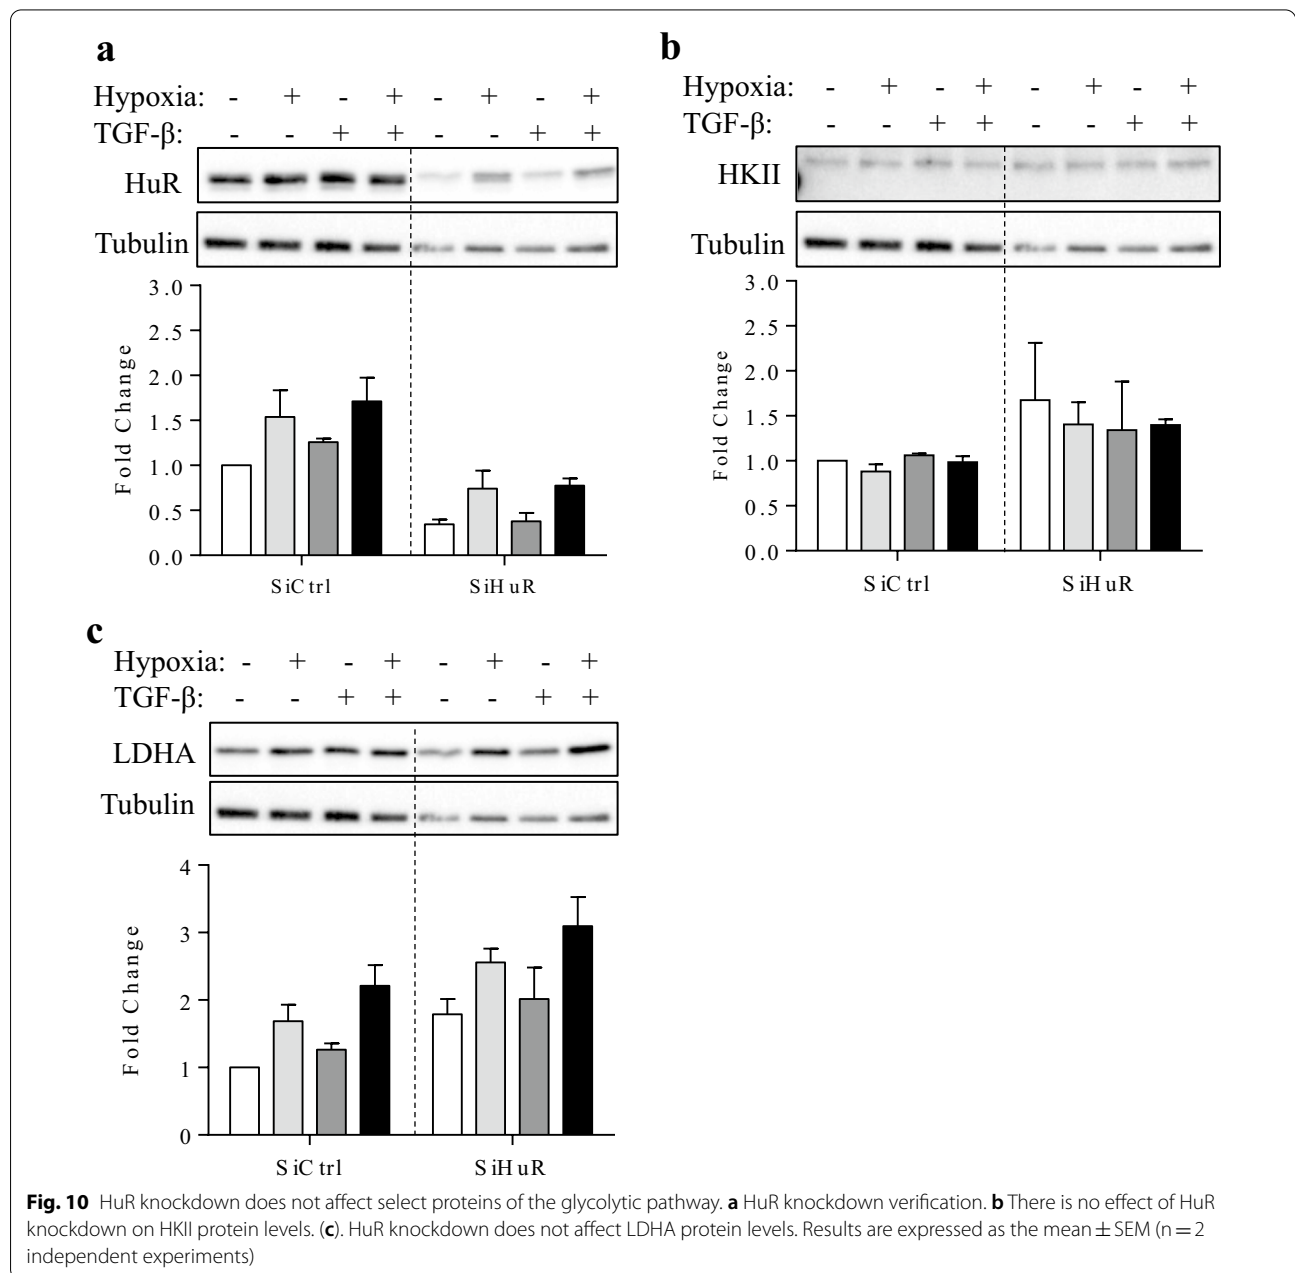 a
Hypoxia: - + - + - + - +
TGF-β: - - + + - - + +
HuR
Tubulin
3.0
2.5
2.0
1.5
1.0
0.5
0.0
Fold Change
SiCtrl SiHuR
b
Hypoxia: - + - + - + - +
TGF-β: - - + + - - + +
HKII
Tubulin
3.0
2.5
2.0
1.5
1.0
0.5
0.0
Fold Change
SiCtrl SiHuR
c
Hypoxia: - + - + - + - +
TGF-β: - - + + - - + +
LDHA
Tubulin
4
3
2
1
0
Fold Change
SiCtrl SiHuR
Fig. 10 HuR knockdown does not affect select proteins of the glycolytic pathway. a HuR knockdown verification. b There is no effect of HuR
knockdown on HKII protein levels. (c). HuR knockdown does not affect LDHA protein levels. Results are expressed as the mean ± SEM (n = 2
independent experiments)